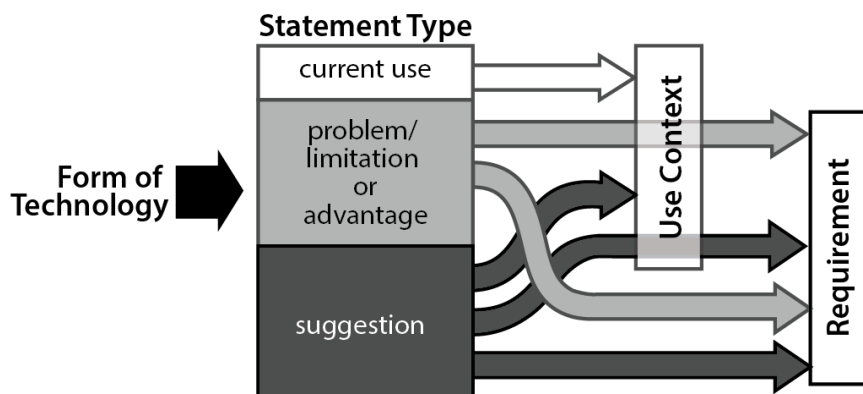 Statement Type
current use
problem/
limitation
or
advantage
suggestion
Form of
Technology
Use Context
Requirement